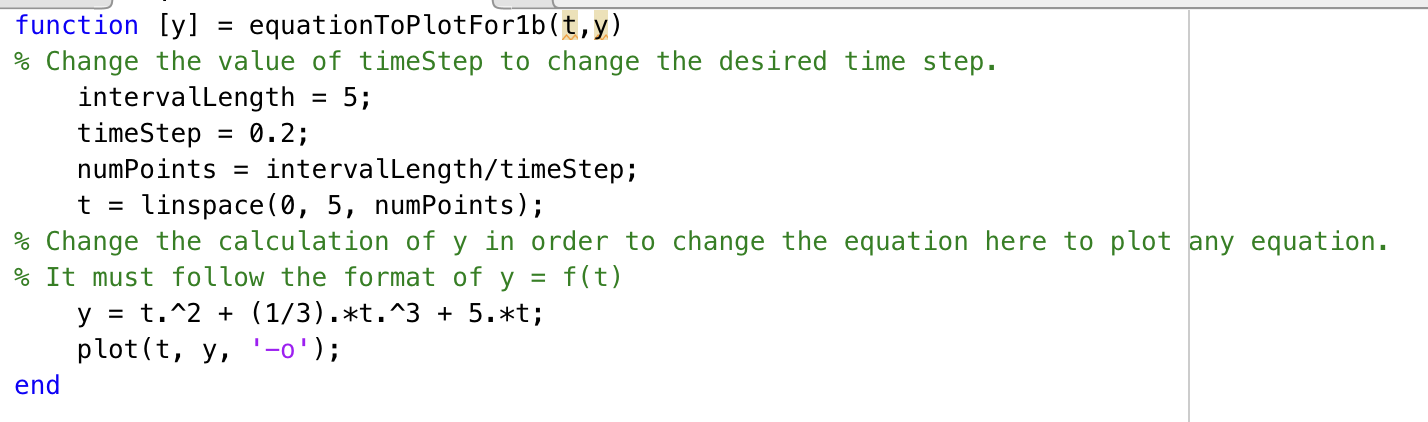 function [y] = equationToPlotFor1b(t,y)
% Change the value of timeStep to change the desired time step.
    intervalLength = 5;
    timeStep = 0.2;
    numPoints = intervalLength/timeStep;
    t = linspace(0, 5, numPoints);
% Change the calculation of y in order to change the equation here to plot any equation.
% It must follow the format of y = f(t)
    y = t.^2 + (1/3).*t.^3 + 5.*t;
    plot(t, y, '-o');
end